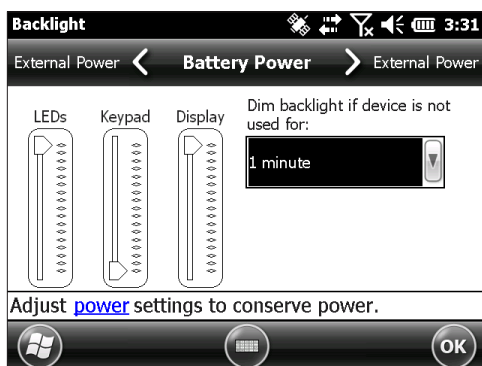 Backlight 3:31
External Power Battery Power External Power
LEDs Keypad Display
Dim backlight if device is not
used for:
1 minute
Adjust power settings to conserve power.
OK